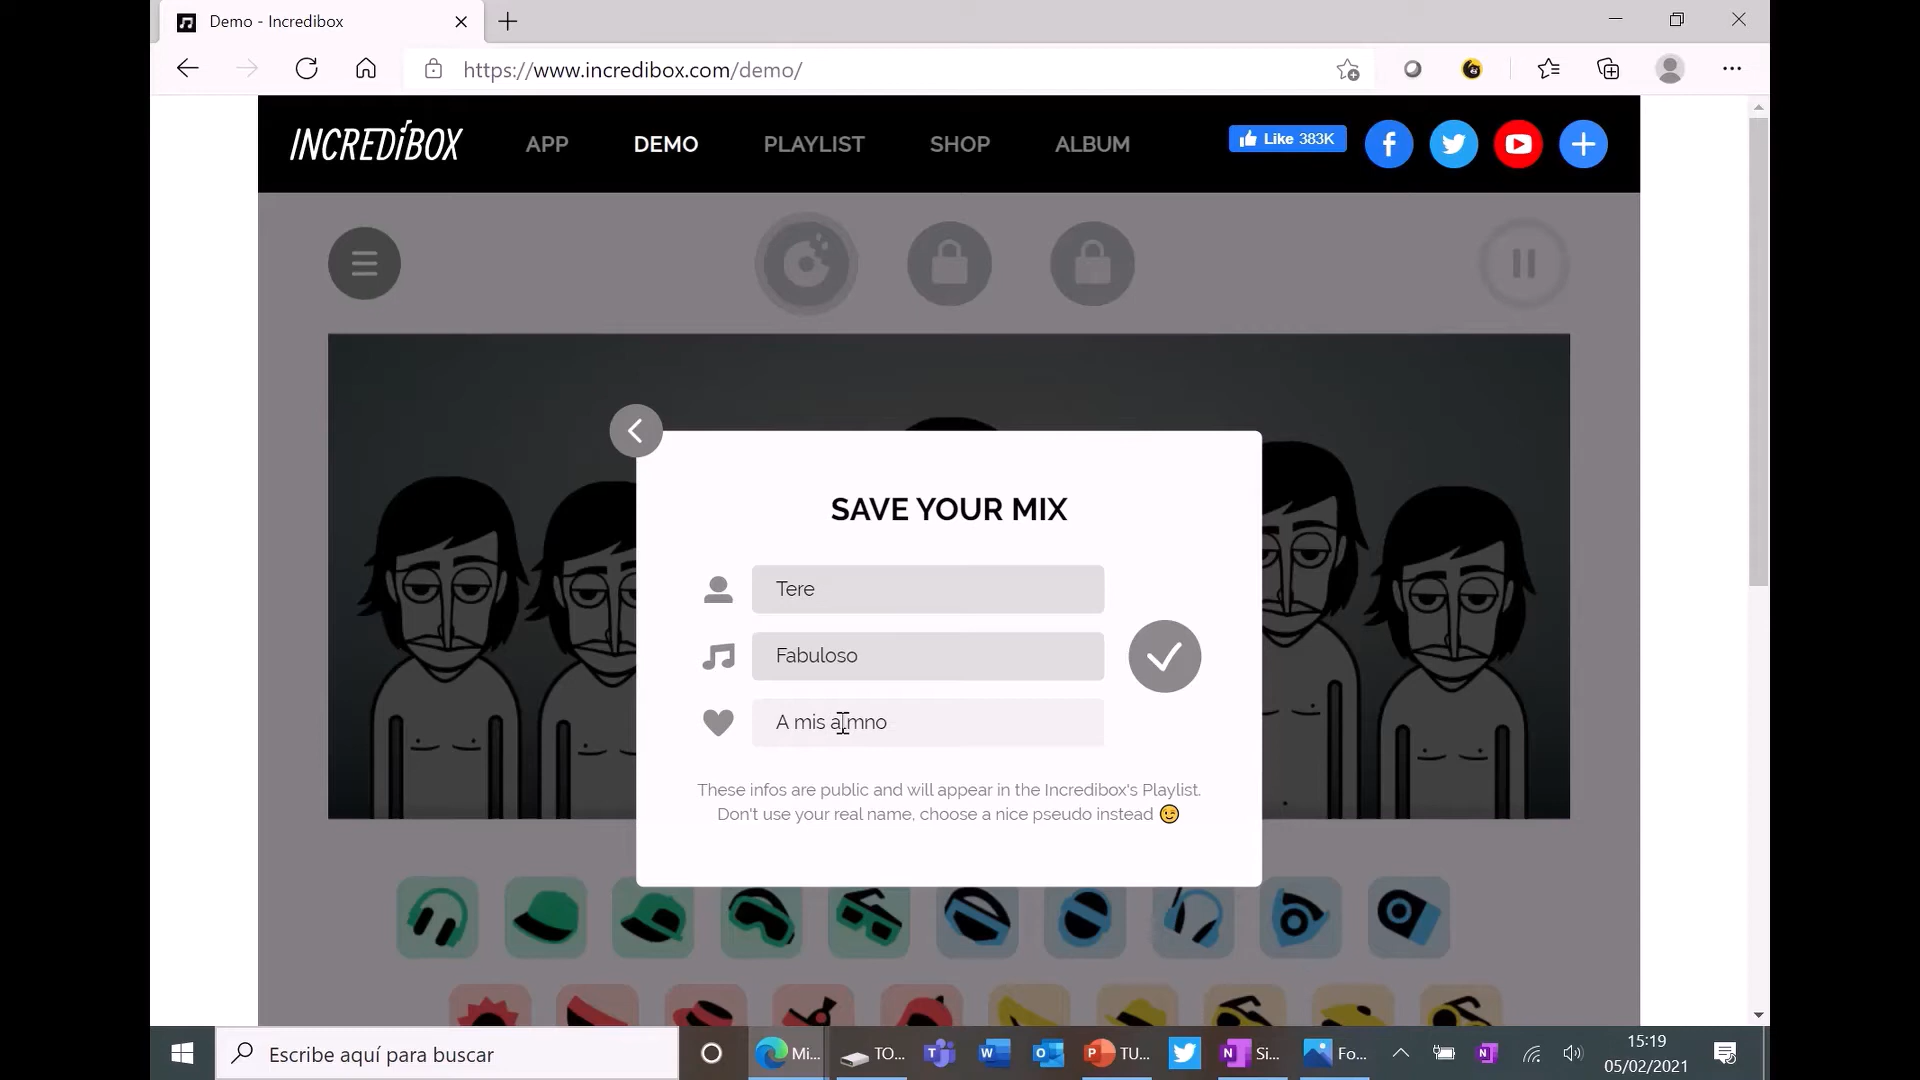 Demo - Incredibox
https://www.incredibox.com/demo/
INCREDIBOX
APP
DEMO
PLAYLIST
SHOP
ALBUM
Like 383K
SAVE YOUR MIX
Tere
Fabuloso
A mis almno
These infos are public and will appear in the Incredibox's Playlist.
Don't use your real name, choose a nice pseudo instead 😉
Escribe aquí para buscar
Mi...
TO...
TU...
Si...
Fo...
15:19
05/02/2021